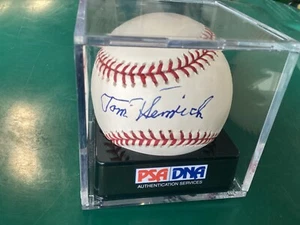 Tom Henrich
PSA DNA
AUTHENTICATION SERVICES